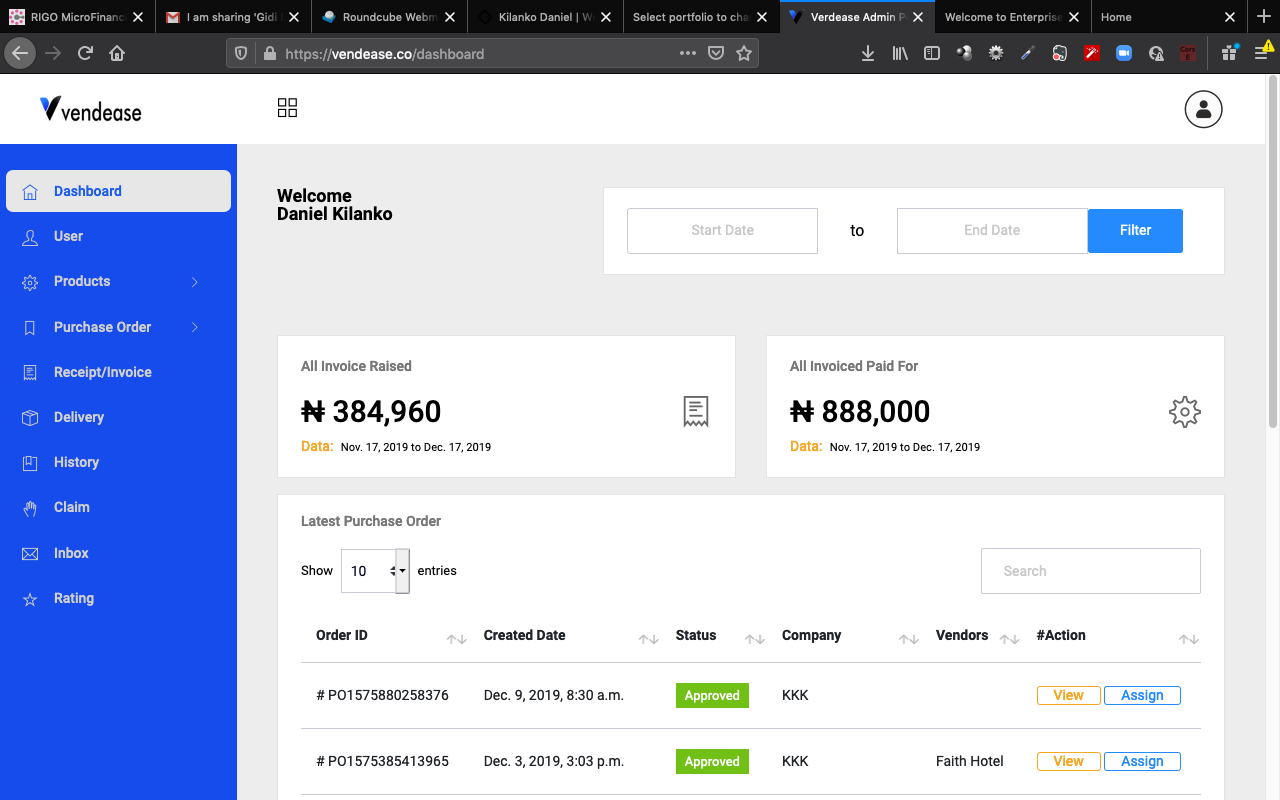 RIGO MicroFinanc
I am sharing 'Gidi
Roundcube Webm
Kilanko Daniel | W
Select portfolio to cha
Verdease Admin P
Welcome to Enterprise
Home
https://vendease.co/dashboard
vendease
Dashboard
User
Products
Purchase Order
Receipt/Invoice
Delivery
History
Claim
Inbox
Rating
Welcome
Daniel Kilanko
Start Date to End Date Filter
All Invoice Raised
₦ 384,960
Data: Nov. 17, 2019 to Dec. 17, 2019
All Invoiced Paid For
₦ 888,000
Data: Nov. 17, 2019 to Dec. 17, 2019
Latest Purchase Order
Show 10 entries Search
Order ID Created Date Status Company Vendors #Action
# PO1575880258376 Dec. 9, 2019, 8:30 a.m. Approved KKK View Assign
# PO1575385413965 Dec. 3, 2019, 3:03 p.m. Approved KKK Faith Hotel View Assign